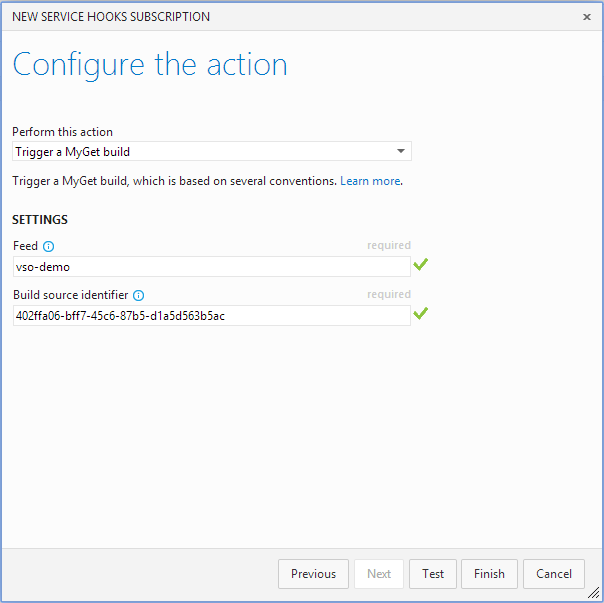 NEW SERVICE HOOKS SUBSCRIPTION
Configure the action
Perform this action
Trigger a MyGet build
Trigger a MyGet build, which is based on several conventions. Learn more.
SETTINGS
Feed required
vso-demo
Build source identifier required
402ffa06-bff7-45c6-87b5-d1a5d563b5ac
Previous Next Test Finish Cancel